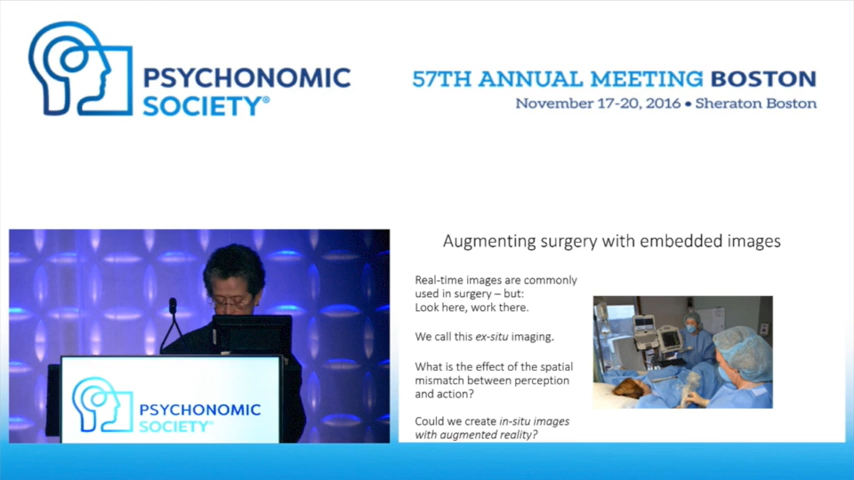 PSYCHONOMIC
SOCIETY®
57TH ANNUAL MEETING BOSTON
November 17-20, 2016 • Sheraton Boston
Augmenting surgery with embedded images
Real-time images are commonly
used in surgery – but:
Look here, work there.
We call this ex-situ imaging.
What is the effect of the spatial
mismatch between perception
and action?
Could we create in-situ images
with augmented reality?
PSYCHONOMIC
SOCIETY®